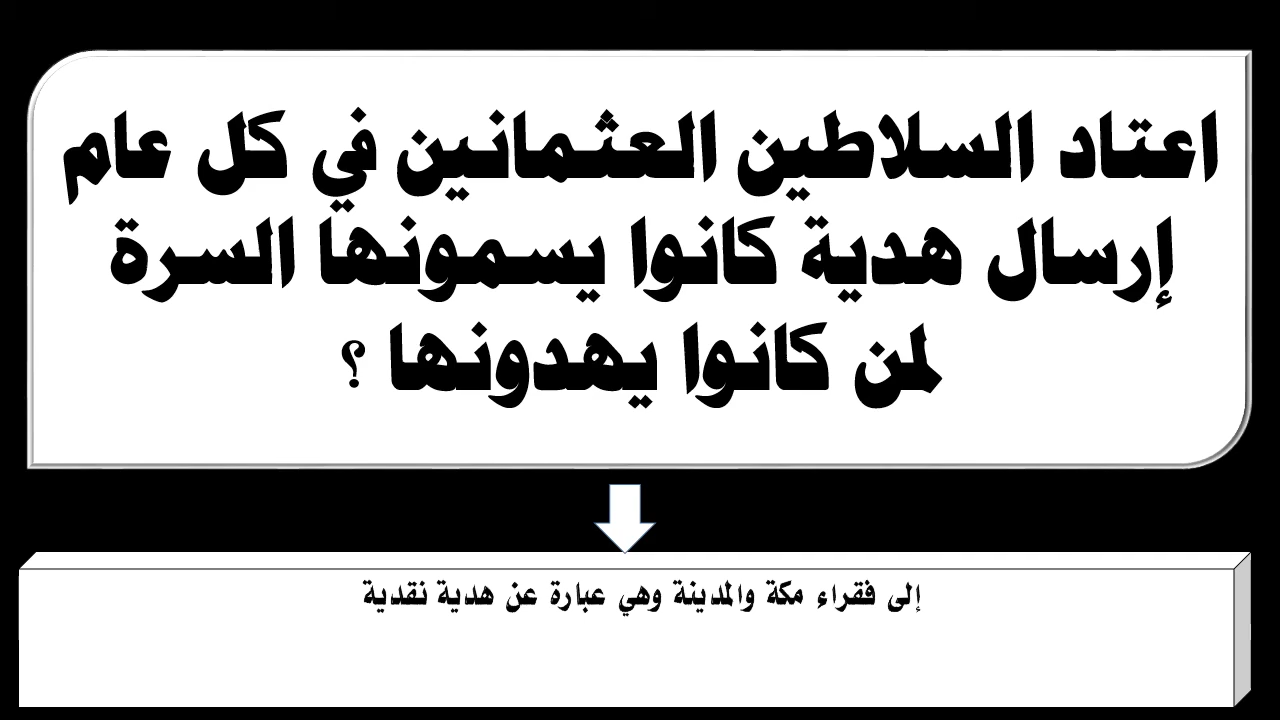 اعتاد السلاطين العثمانين في كل عام
إرسال هدية كانوا يسمونها السرة
لمن كانوا يهدونها ؟
إلى فقراء مكة والمدينة وهي عبارة عن هدية نقدية